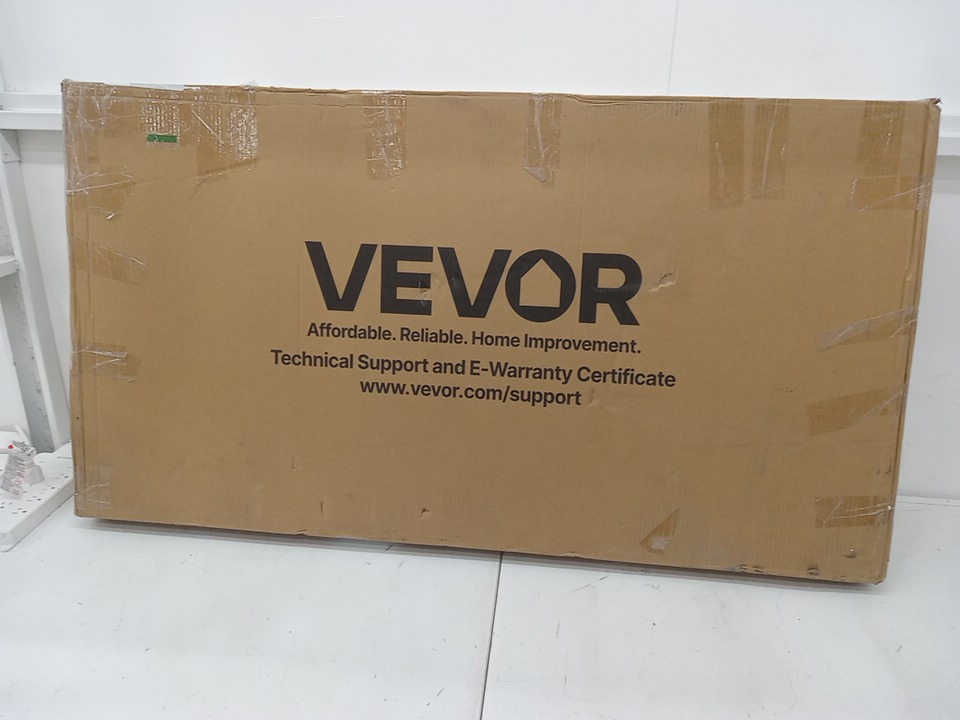 VEVOR
Affordable. Reliable. Home Improvement.
Technical Support and E-Warranty Certificate
www.vevor.com/support